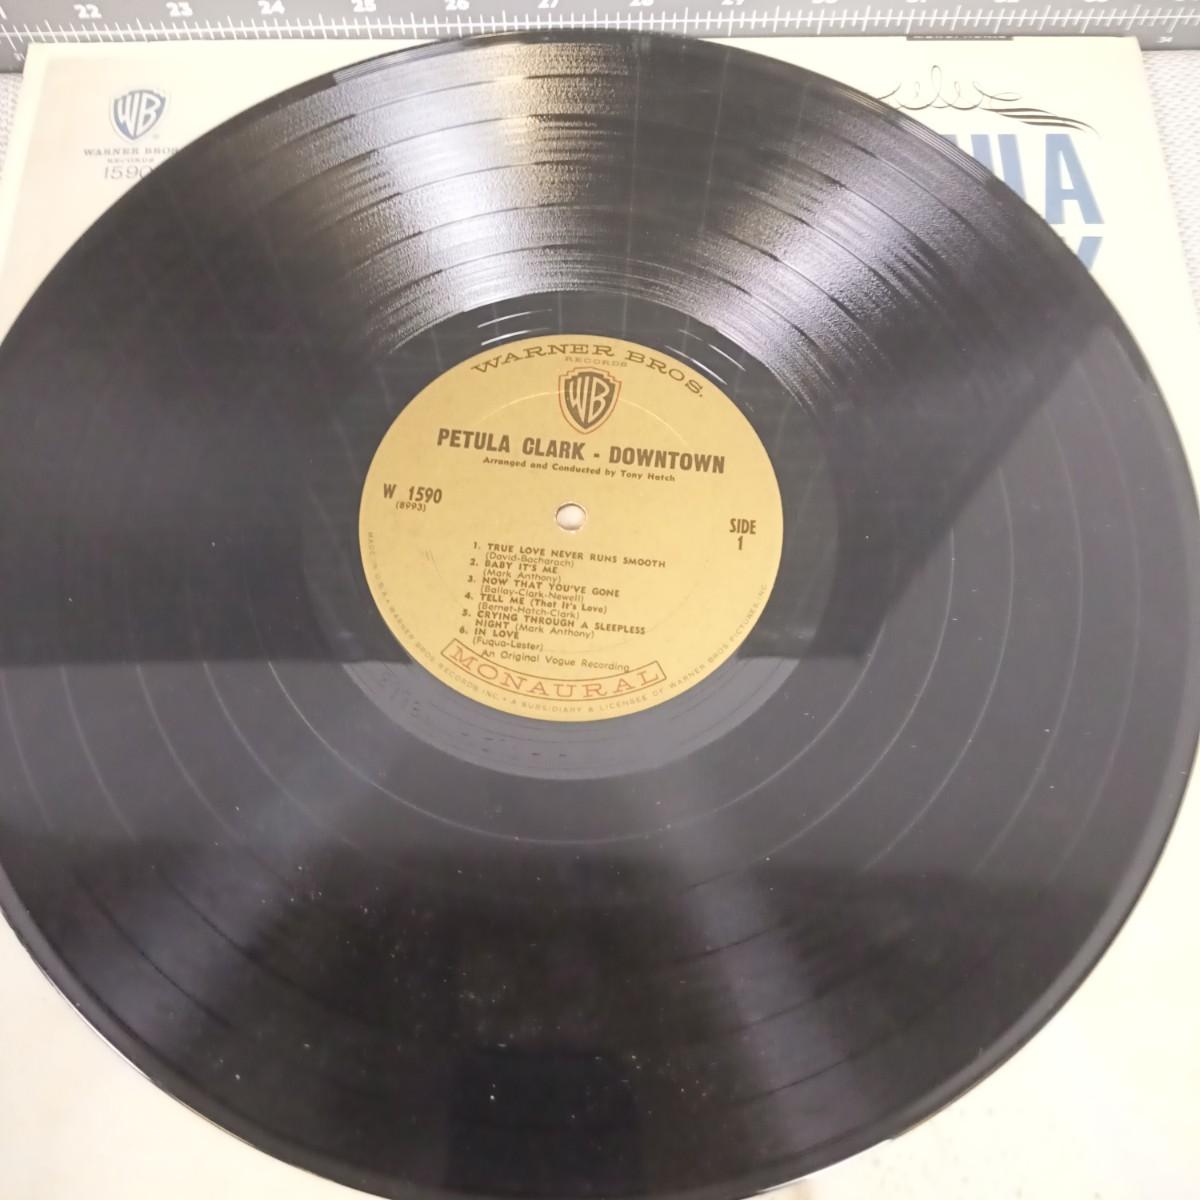 22 23 24 25 26 27 28 29
WB
WARNER BROS
RECORDS
1590
WARNER BROS.
RECORDS
WB
PETULA CLARK - DOWNTOWN
Arranged and Conducted by Tony Hatch
W 1590
(8993)
SIDE
1
1. TRUE LOVE NEVER RUNS SMOOTH
(David-Bacharach)
2. BABY IT'S ME
(Mark Anthony)
3. NOW THAT YOU'VE GONE
(Ballay-Clark-Newell)
4. TELL ME (That It's Love)
(Bernet-Hatch-Clark)
5. CRYING THROUGH A SLEEPLESS
NIGHT (Mark Anthony)
6. IN LOVE
(Fuqua-Lester)
An Original Vogue Recording
MONAURAL
MADE IN U.S.A. • WARNER BROS. RECORDS INC. • A SUBSIDIARY & LICENSEE OF WARNER BROS. PICTURES, INC.